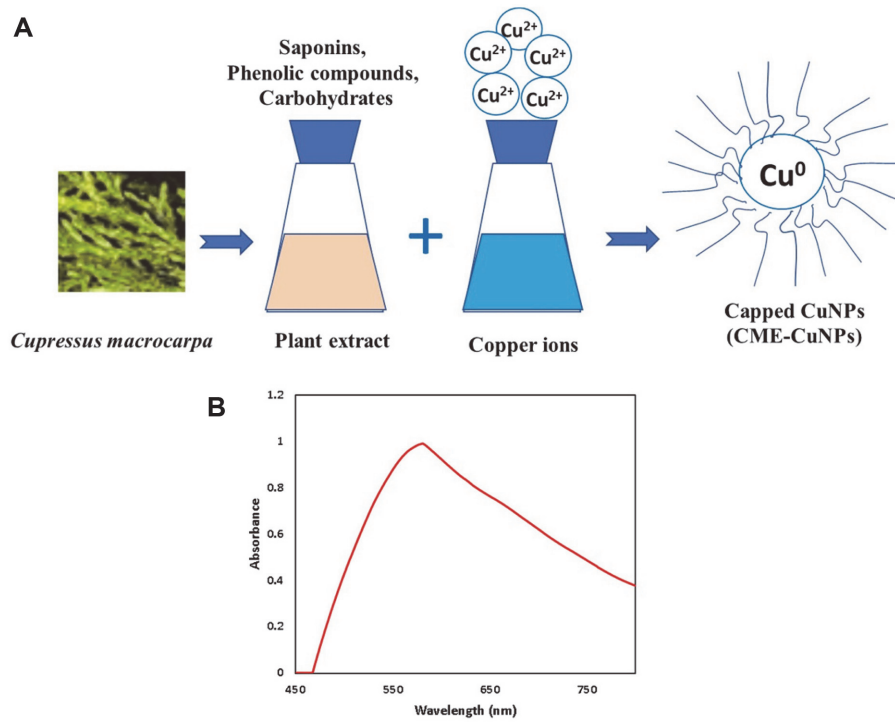 A
Saponins,
Phenolic compounds,
Carbohydrates
Cu2+
Cu2+
Cu2+
Cu2+
Cu2+
Cu0
Cupressus macrocarpa
Plant extract
+
Copper ions
Capped CuNPs
(CME-CuNPs)
B
1.2
1
0.8
0.6
0.4
0.2
0
Absorbance
450
550
650
750
Wavelength (nm)